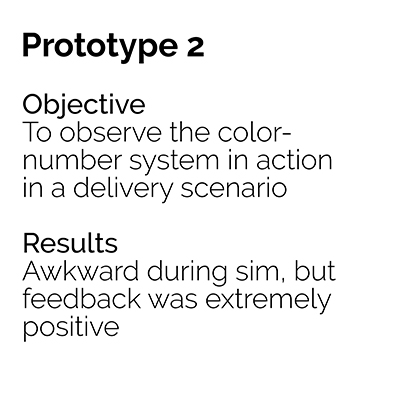 Prototype 2
Objective
To observe the color-
number system in action
in a delivery scenario
Results
Awkward during sim, but
feedback was extremely
positive